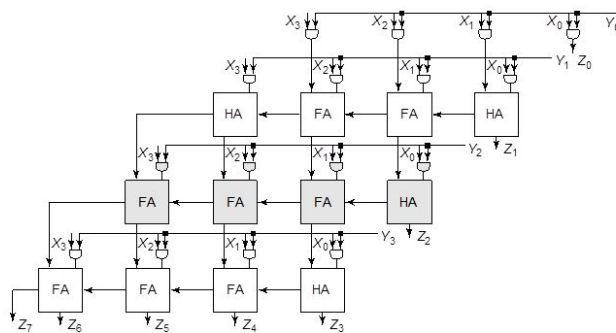 X3 X2 X1 X0 Y0
X3 X2 X1 X0 Y1 Z0
HA FA FA HA
X3 X2 X1 X0 Y2 Z1
FA FA FA HA
X3 X2 X1 X0 Y3 Z2
FA FA FA HA
Z7 Z6 Z5 Z4 Z3